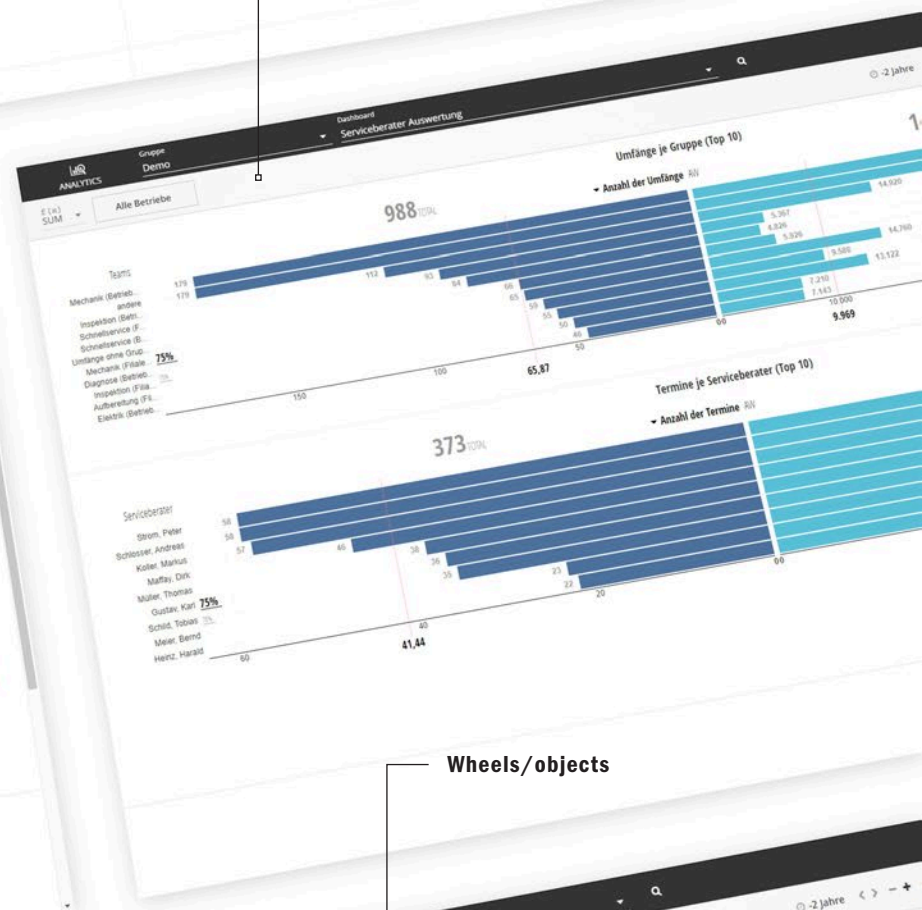 ANALYTICS
Gruppe
Demo
Dashboard
Serviceberater Auswertung
-2 Jahre
SUM
Alle Betriebe
988 TOTAL
Umfänge je Gruppe (Top 10)
Anzahl der Umfänge AW
Teams
Mechanik (Betrieb...
andere
Inspektion (Betri...
Schnellservice (F...
Schnellservice (B...
Umfänge ohne Grup...
Mechanik (Filiale...
Diagnose (Betrieb...
Inspektion (Filia...
Aufbereitung (Fil...
Elektrik (Betrieb...
75%
179
179
112
93
84
66
65
59
55
50
46
14.926
5.367
4.826
5.926
14.760
9.580
13.122
7.210
7.143
150
100
50
00
10 000
65,87
9.969
373 TOTAL
Termine je Serviceberater (Top 10)
Anzahl der Termine AW
Serviceberater
Strom, Peter
Schlosser, Andreas
Koller, Markus
Maffay, Dirk
Müller, Thomas
Gustav, Karl
Schild, Tobias
Meier, Bernd
Heinz, Harald
75%
58
58
57
46
38
36
35
23
22
60
40
20
00
41,44
Wheels/objects
-2 Jahre < > - +